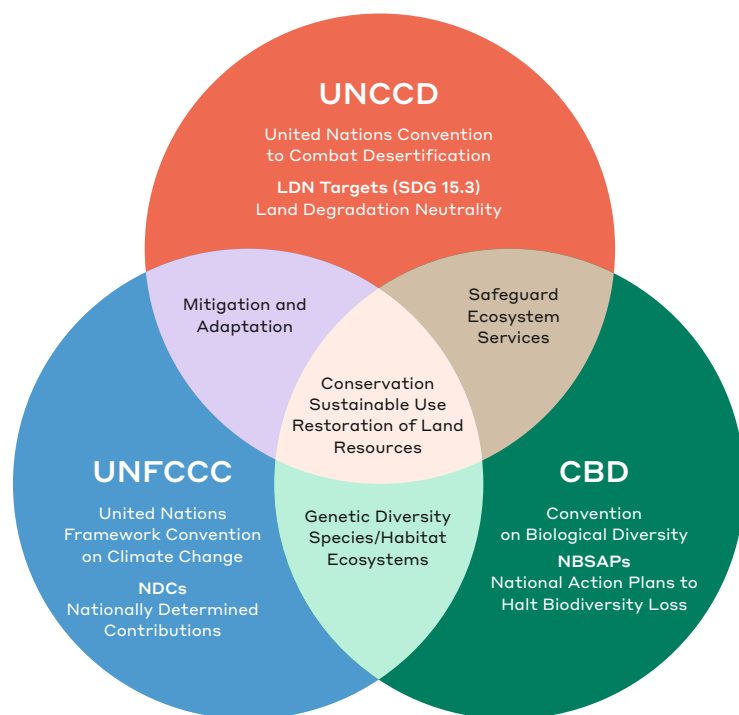 UNCCD
United Nations Convention
to Combat Desertification
LDN Targets (SDG 15.3)
Land Degradation Neutrality
Mitigation and
Adaptation
Safeguard
Ecosystem
Services
Conservation
Sustainable Use
Restoration of Land
Resources
UNFCCC
United Nations
Framework Convention
on Climate Change
NDCs
Nationally Determined
Contributions
Genetic Diversity
Species/Habitat
Ecosystems
CBD
Convention
on Biological Diversity
NBSAPs
National Action Plans to
Halt Biodiversity Loss